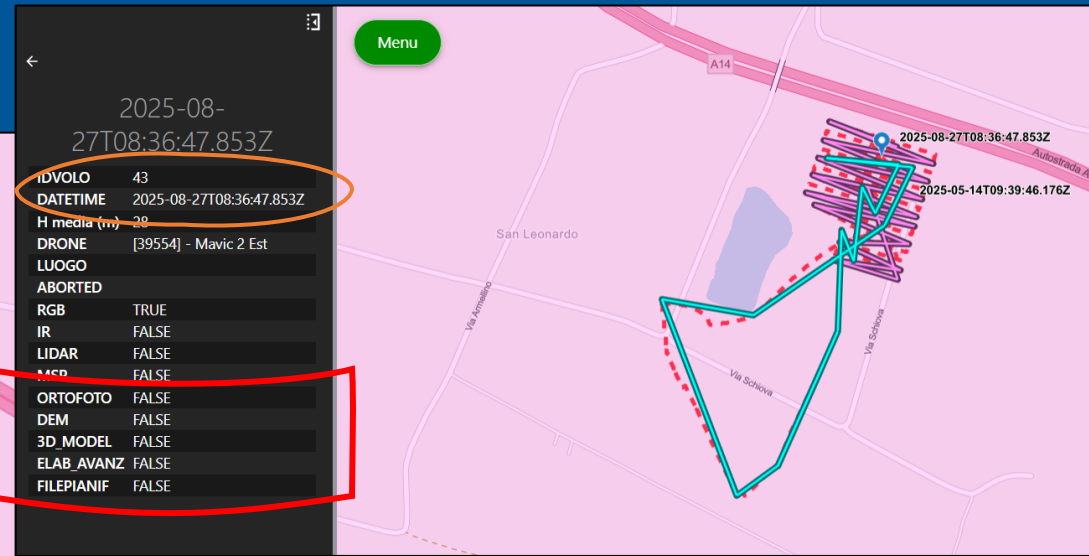 2025-08-
27T08:36:47.853Z
IDVOLO 43
DATETIME 2025-08-27T08:36:47.853Z
H media (m) 28
DRONE [39554] - Mavic 2 Est
LUOGO
ABORTED
RGB TRUE
IR FALSE
LIDAR FALSE
MSP FALSE
ORTOFOTO FALSE
DEM FALSE
3D_MODEL FALSE
ELAB_AVANZ FALSE
FILEPIANIF FALSE
Menu
A14
2025-08-27T08:36:47.853Z
Autostrada A
2025-05-14T09:39:46.176Z
San Leonardo
Via Armellino
Via Schiova
Via Schiova